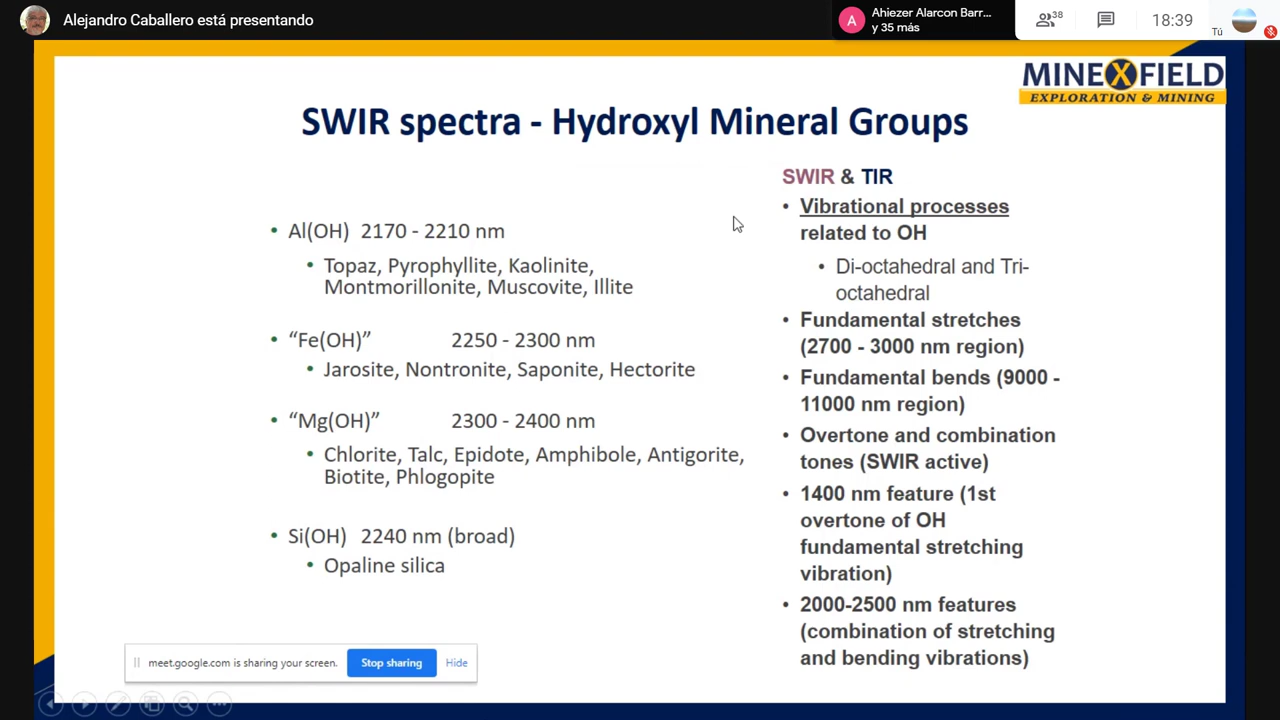 Alejandro Caballero está presentando
A
Ahiezer Alarcon Barr...
y 35 más
38
18:39
Tú
MINEXFIELD
EXPLORATION & MINING
SWIR spectra - Hydroxyl Mineral Groups
• Al(OH) 2170 - 2210 nm
• Topaz, Pyrophyllite, Kaolinite,
Montmorillonite, Muscovite, Illite
• “Fe(OH)” 2250 - 2300 nm
• Jarosite, Nontronite, Saponite, Hectorite
• “Mg(OH)” 2300 - 2400 nm
• Chlorite, Talc, Epidote, Amphibole, Antigorite,
Biotite, Phlogopite
• Si(OH) 2240 nm (broad)
• Opaline silica
SWIR & TIR
• Vibrational processes
related to OH
• Di-octahedral and Tri-
octahedral
• Fundamental stretches
(2700 - 3000 nm region)
• Fundamental bends (9000 -
11000 nm region)
• Overtone and combination
tones (SWIR active)
• 1400 nm feature (1st
overtone of OH
fundamental stretching
vibration)
• 2000-2500 nm features
(combination of stretching
and bending vibrations)
meet.google.com is sharing your screen. Stop sharing Hide